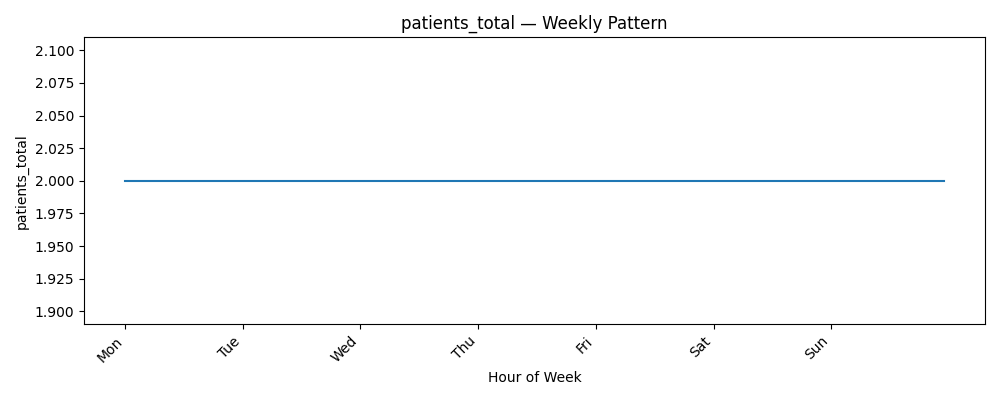 patients_total — Weekly Pattern
patients_total
2.100
2.075
2.050
2.025
2.000
1.975
1.950
1.925
1.900
Mon
Tue
Wed
Thu
Fri
Sat
Sun
Hour of Week